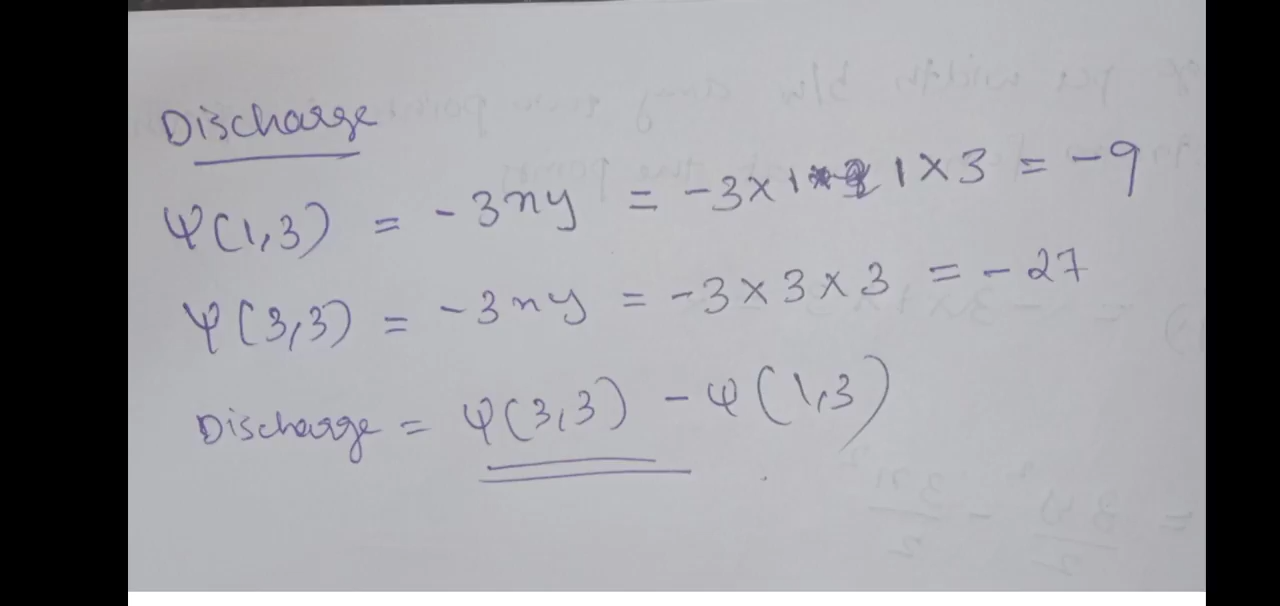 Discharge
Ψ(1,3) = -3xy = -3×1 1×3 = -9
Ψ(3,3) = -3xy = -3×3×3 = -27
Discharge = Ψ(3,3) - Ψ(1,3)